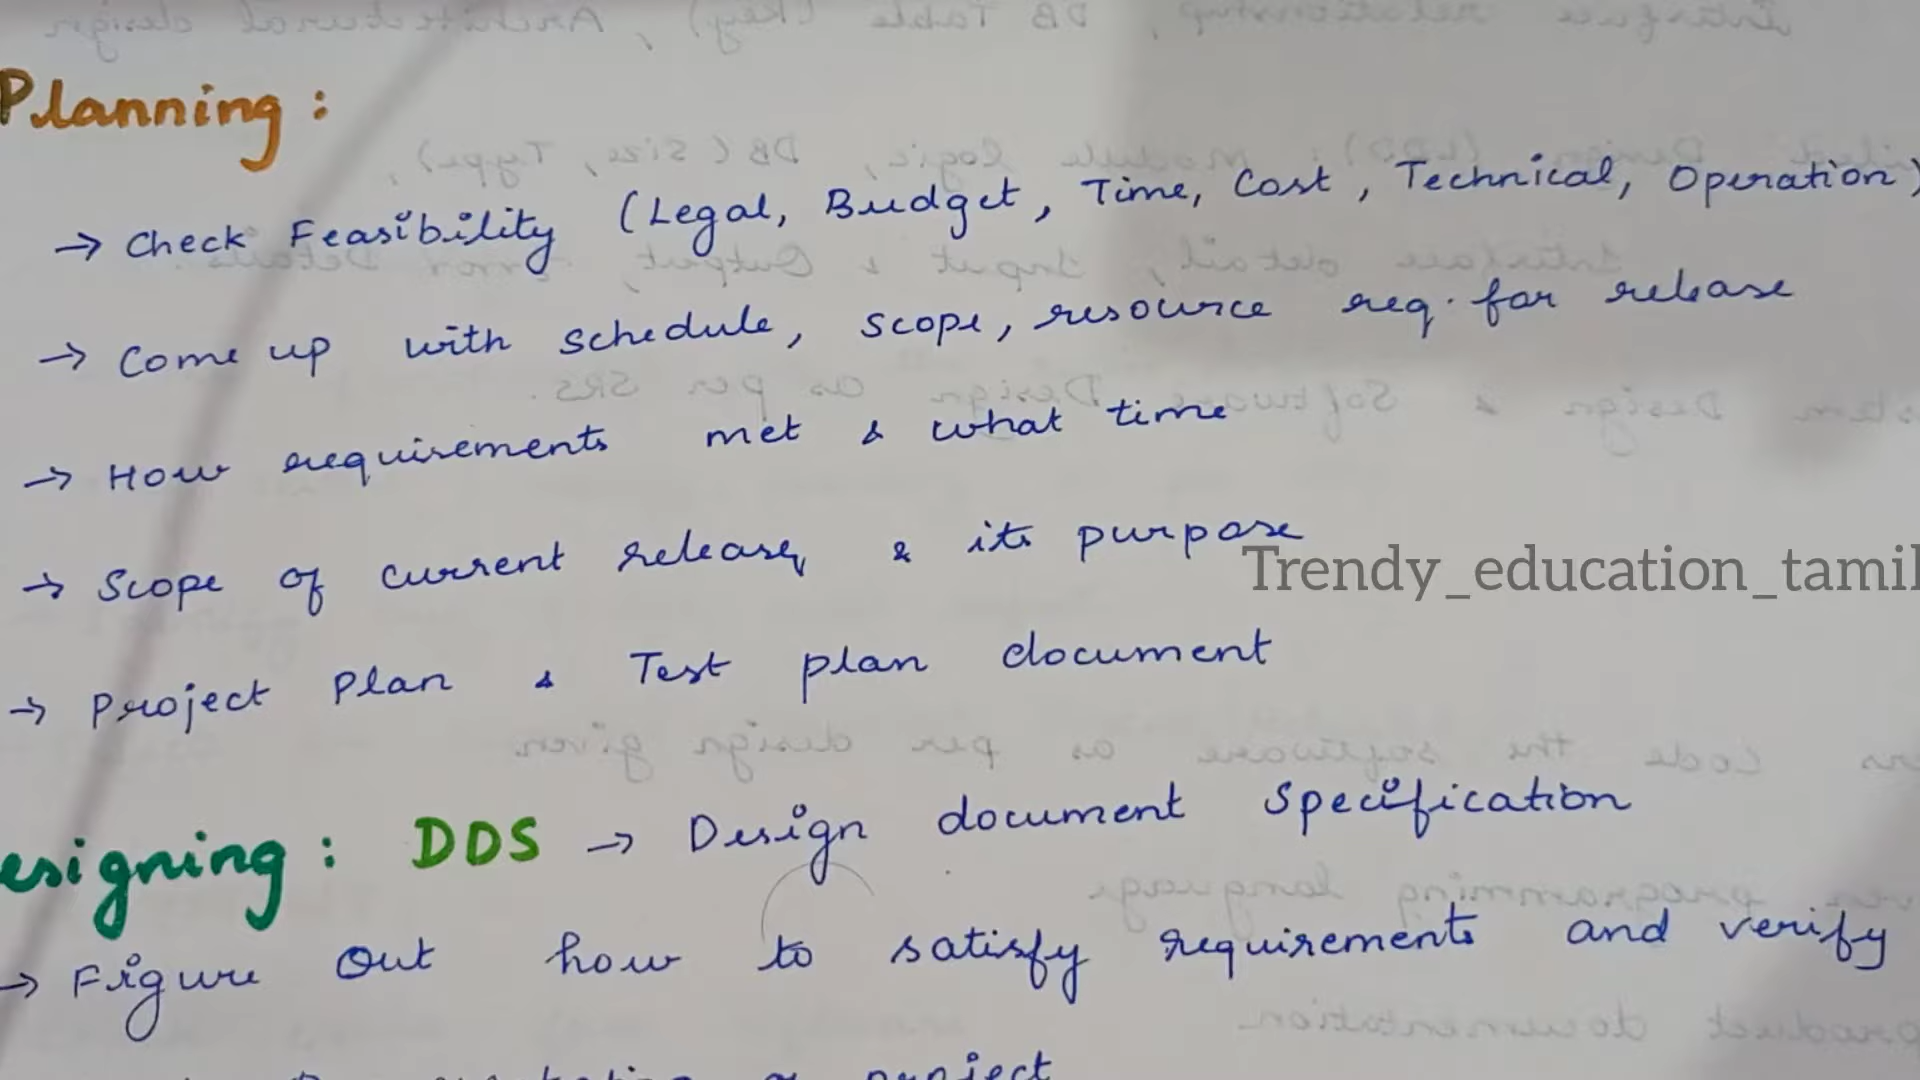 Planning :
→ Check Feasibility (Legal, Budget, Time, Cost, Technical, Operation)
→ Come up with schedule, scope, resource req. for release
→ How requirements met & what time
→ Scope of current release & its purpose
Trendy_education_tamil
→ Project Plan & Test plan document
esigning : DDS → Design document specification
→ Figure out how to satisfy requirements and verify
project